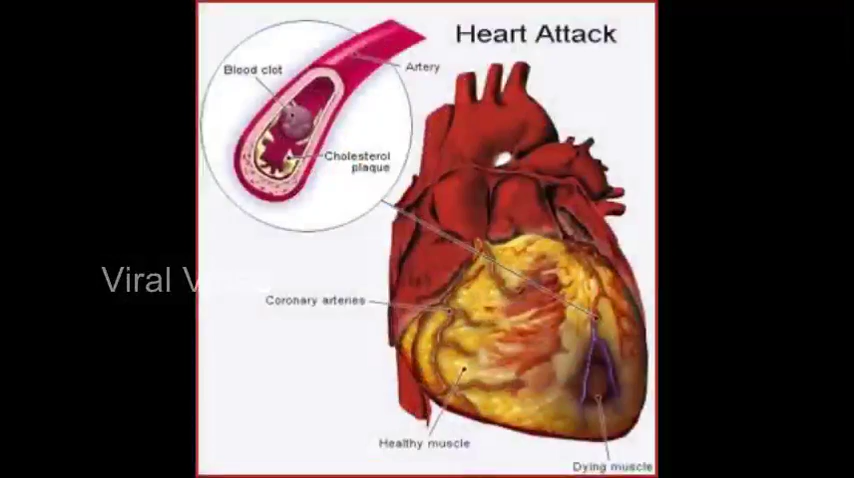 Heart Attack
Blood clot
Artery
Cholesterol
plaque
Viral
Coronary arteries
Healthy muscle
Dying muscle